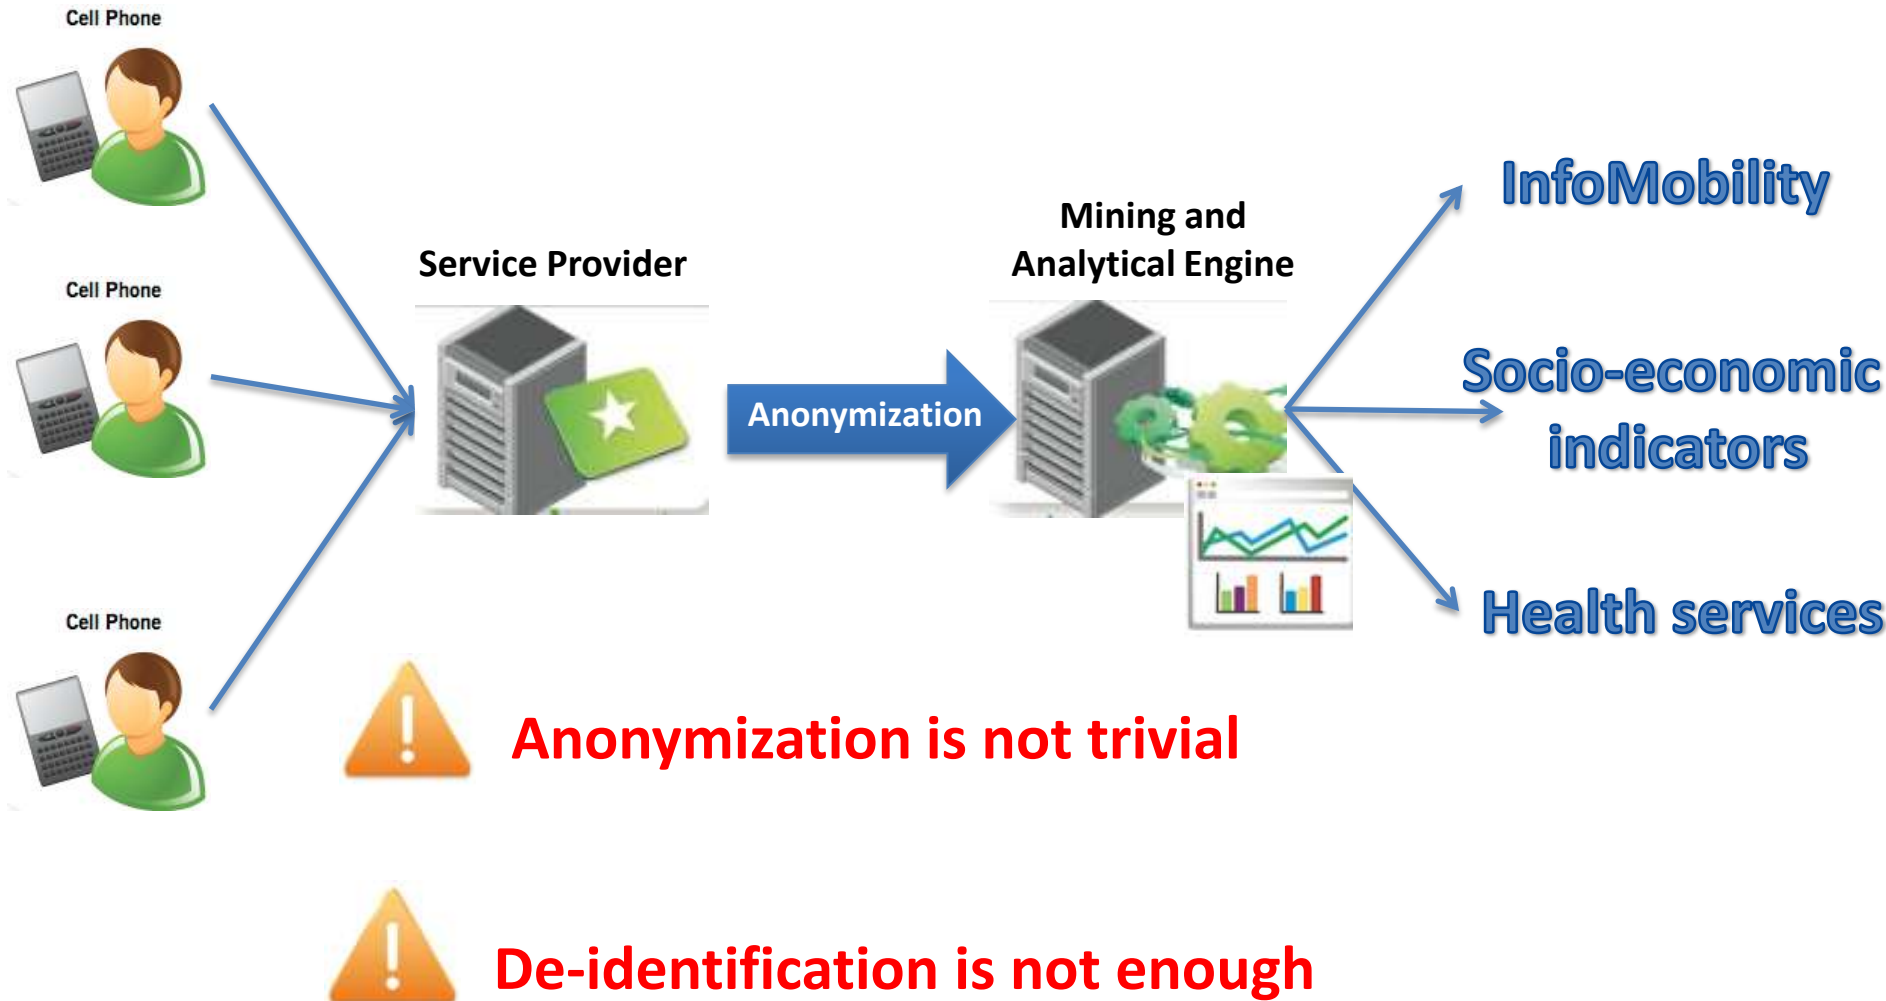 Cell Phone
Cell Phone
Cell Phone
Service Provider
Anonymization
Mining and
Analytical Engine
InfoMobility
Socio-economic
indicators
Health services
Anonymization is not trivial
De-identification is not enough